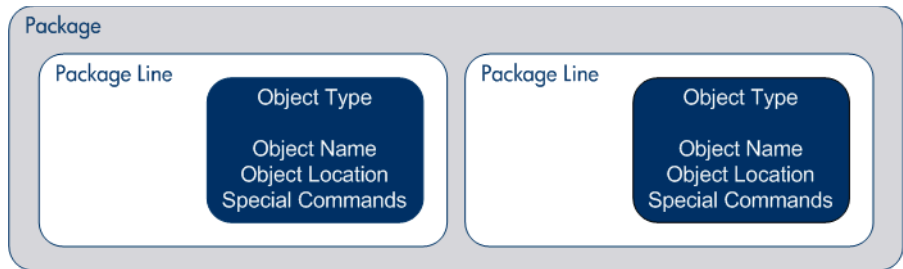 Package
Package Line
Object Type
Object Name
Object Location
Special Commands
Package Line
Object Type
Object Name
Object Location
Special Commands